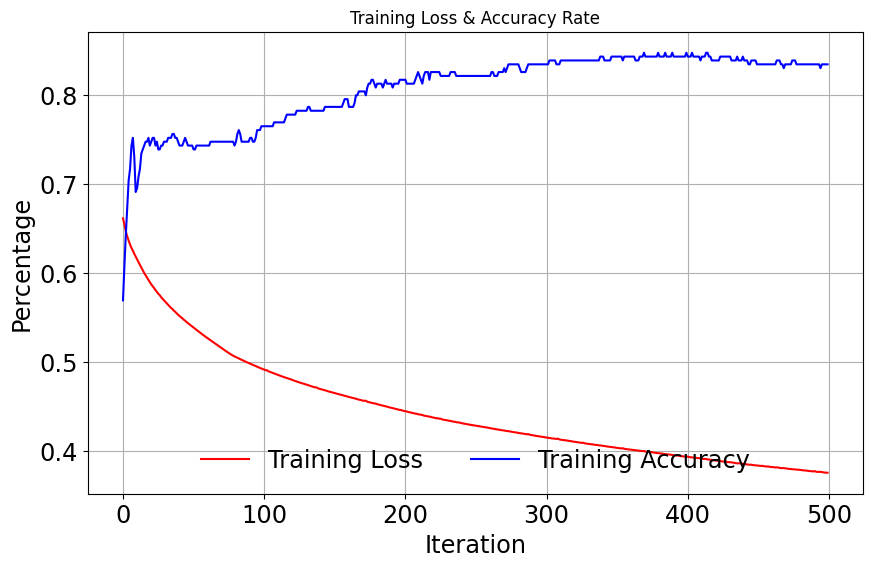 Training Loss & Accuracy Rate
Percentage
0.8
0.7
0.6
0.5
0.4
Training Loss
Training Accuracy
0 100 200 300 400 500
Iteration